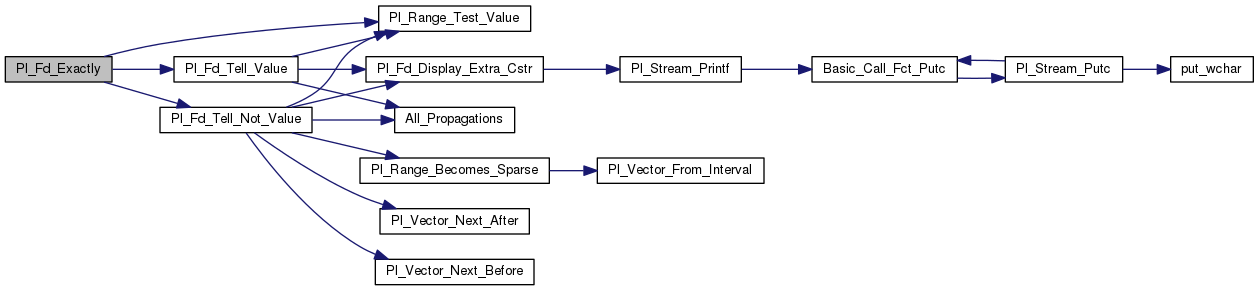 Pl_Range_Test_Value
Pl_Fd_Exactly
Pl_Fd_Tell_Value
Pl_Fd_Display_Extra_Cstr
Pl_Stream_Printf
Basic_Call_Fct_Putc
Pl_Stream_Putc
put_wchar
Pl_Fd_Tell_Not_Value
All_Propagations
Pl_Range_Becomes_Sparse
Pl_Vector_From_Interval
Pl_Vector_Next_After
Pl_Vector_Next_Before